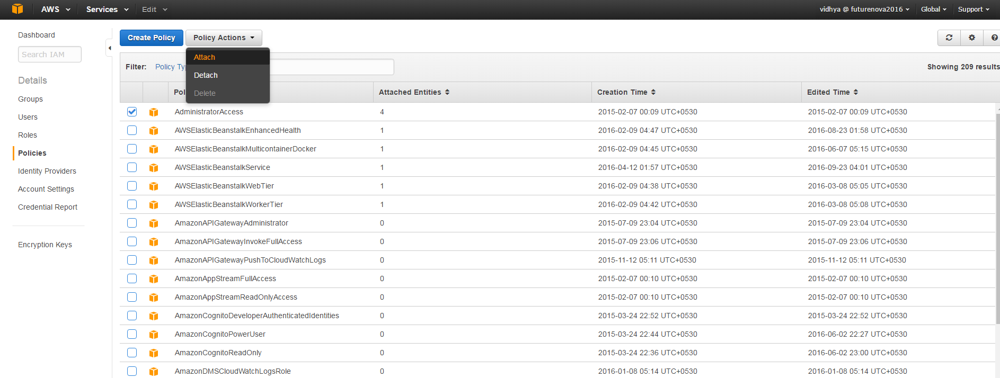 AWS Services Edit vidhya @ futurenova2016 Global Support
Dashboard
Search IAM
Details
Groups
Users
Roles
Policies
Identity Providers
Account Settings
Credential Report
Encryption Keys
Create Policy Policy Actions
Attach
Detach
Delete
Filter: Policy Ty Showing 209 results
Pol Attached Entities Creation Time Edited Time
AdministratorAccess 4 2015-02-07 00:09 UTC+0530 2015-02-07 00:09 UTC+0530
AWSElasticBeanstalkEnhancedHealth 1 2016-02-09 04:47 UTC+0530 2016-08-23 01:58 UTC+0530
AWSElasticBeanstalkMulticontainerDocker 1 2016-02-09 04:45 UTC+0530 2016-06-07 05:15 UTC+0530
AWSElasticBeanstalkService 1 2016-04-12 01:57 UTC+0530 2016-09-23 04:01 UTC+0530
AWSElasticBeanstalkWebTier 1 2016-02-09 04:38 UTC+0530 2016-03-08 05:05 UTC+0530
AWSElasticBeanstalkWorkerTier 1 2016-02-09 04:42 UTC+0530 2016-03-08 05:08 UTC+0530
AmazonAPIGatewayAdministrator 0 2015-07-09 23:04 UTC+0530 2015-07-09 23:04 UTC+0530
AmazonAPIGatewayInvokeFullAccess 0 2015-07-09 23:06 UTC+0530 2015-07-09 23:06 UTC+0530
AmazonAPIGatewayPushToCloudWatchLogs 0 2015-11-12 05:11 UTC+0530 2015-11-12 05:11 UTC+0530
AmazonAppStreamFullAccess 0 2015-02-07 00:10 UTC+0530 2015-02-07 00:10 UTC+0530
AmazonAppStreamReadOnlyAccess 0 2015-02-07 00:10 UTC+0530 2015-02-07 00:10 UTC+0530
AmazonCognitoDeveloperAuthenticatedIdentities 0 2015-03-24 22:52 UTC+0530 2015-03-24 22:52 UTC+0530
AmazonCognitoPowerUser 0 2015-03-24 22:44 UTC+0530 2016-06-02 22:27 UTC+0530
AmazonCognitoReadOnly 0 2015-03-24 22:36 UTC+0530 2016-06-02 23:00 UTC+0530
AmazonDMSCloudWatchLogsRole 0 2016-01-08 05:14 UTC+0530 2016-01-08 05:14 UTC+0530